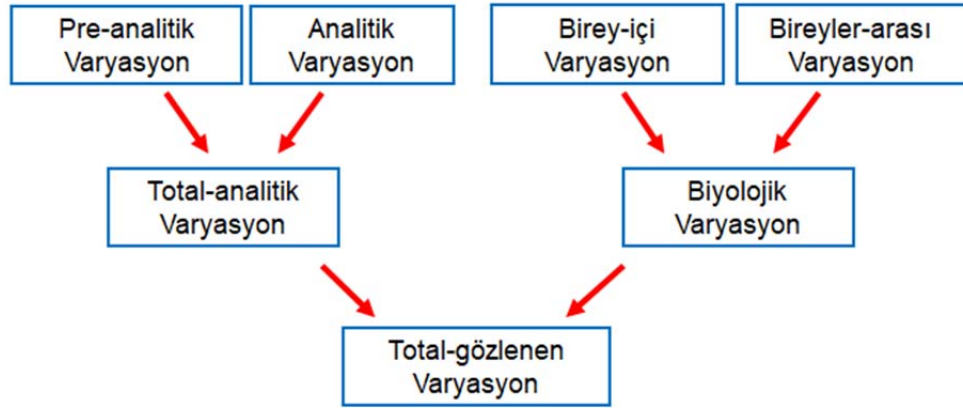 Pre-analitik
Varyasyon
Analitik
Varyasyon
Birey-içi
Varyasyon
Bireyler-arası
Varyasyon
Total-analitik
Varyasyon
Biyolojik
Varyasyon
Total-gözlenen
Varyasyon